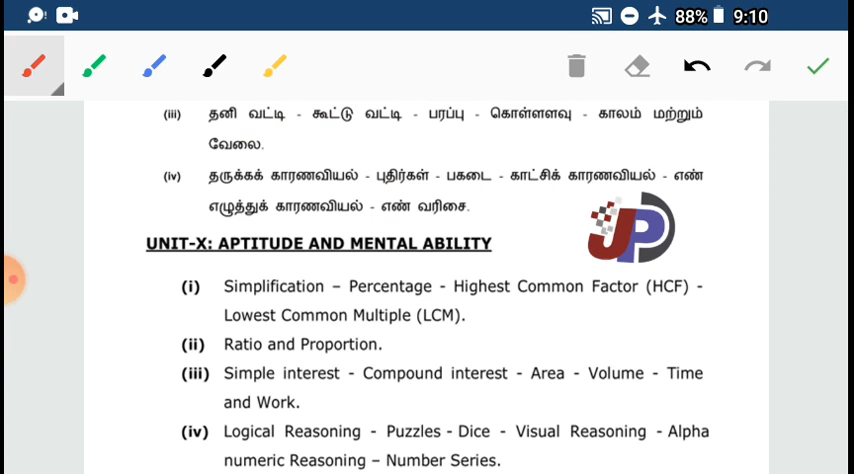 88% 9:10
(iii) தனி வட்டி - கூட்டு வட்டி - பரப்பு - கொள்ளளவு - காலம் மற்றும்
வேலை.
(iv) தருக்கக் காரணவியல் - புதிர்கள் - பகடை - காட்சிக் காரணவியல் - எண்
எழுத்துக் காரணவியல் - எண் வரிசை.
JP
UNIT-X: APTITUDE AND MENTAL ABILITY
(i) Simplification – Percentage - Highest Common Factor (HCF) -
Lowest Common Multiple (LCM).
(ii) Ratio and Proportion.
(iii) Simple interest - Compound interest - Area - Volume - Time
and Work.
(iv) Logical Reasoning - Puzzles - Dice - Visual Reasoning - Alpha
numeric Reasoning – Number Series.